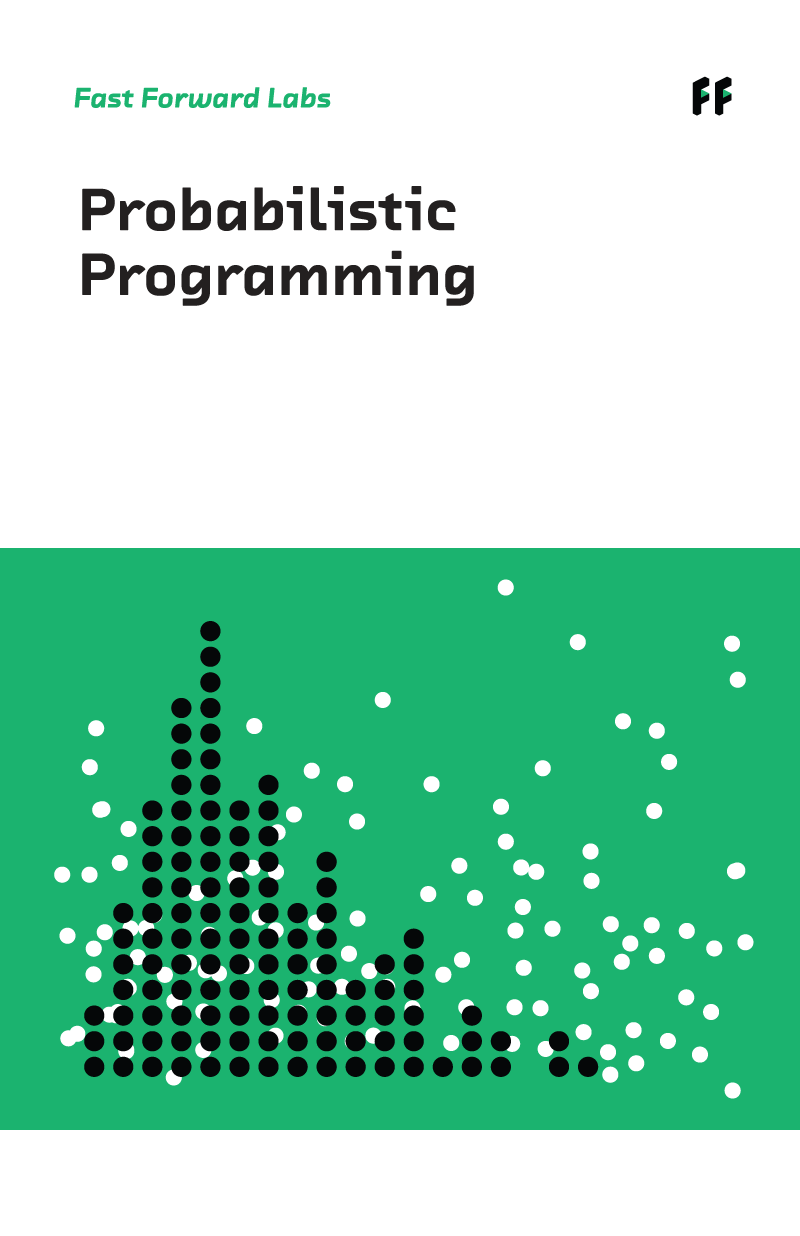 Fast Forward Labs
FF
Probabilistic
Programming